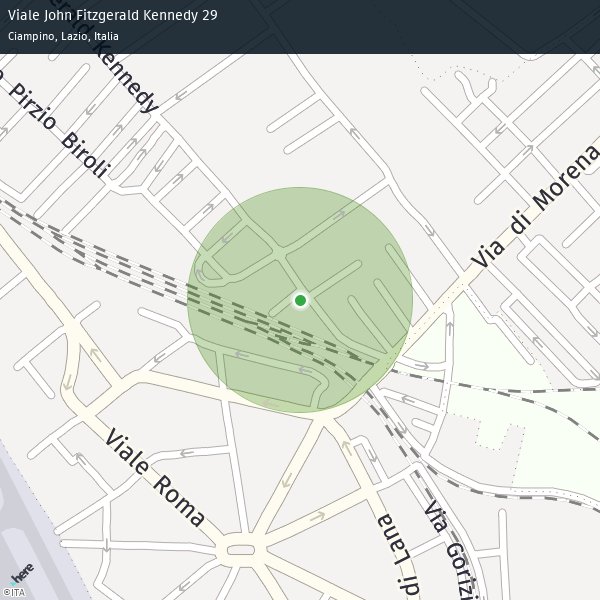 Viale John Fitzgerald Kennedy 29
Ciampino, Lazio, Italia
Kennedy
Pirzio Biroli
Via di Morena
Viale Roma
di Lana
Via Gorizi
here
©ITA